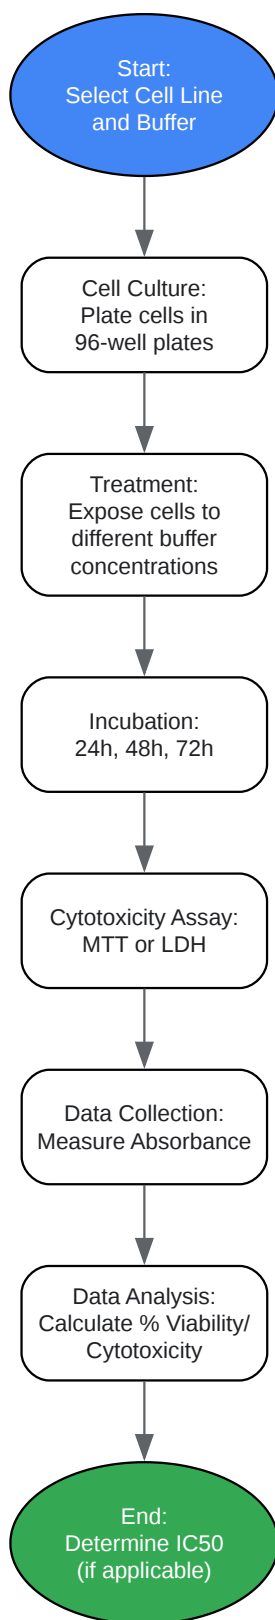 Start:
Select Cell Line
and Buffer
Cell Culture:
Plate cells in
96-well plates
Treatment:
Expose cells to
different buffer
concentrations
Incubation:
24h, 48h, 72h
Cytotoxicity Assay:
MTT or LDH
Data Collection:
Measure Absorbance
Data Analysis:
Calculate % Viability/
Cytotoxicity
End:
Determine IC50
(if applicable)